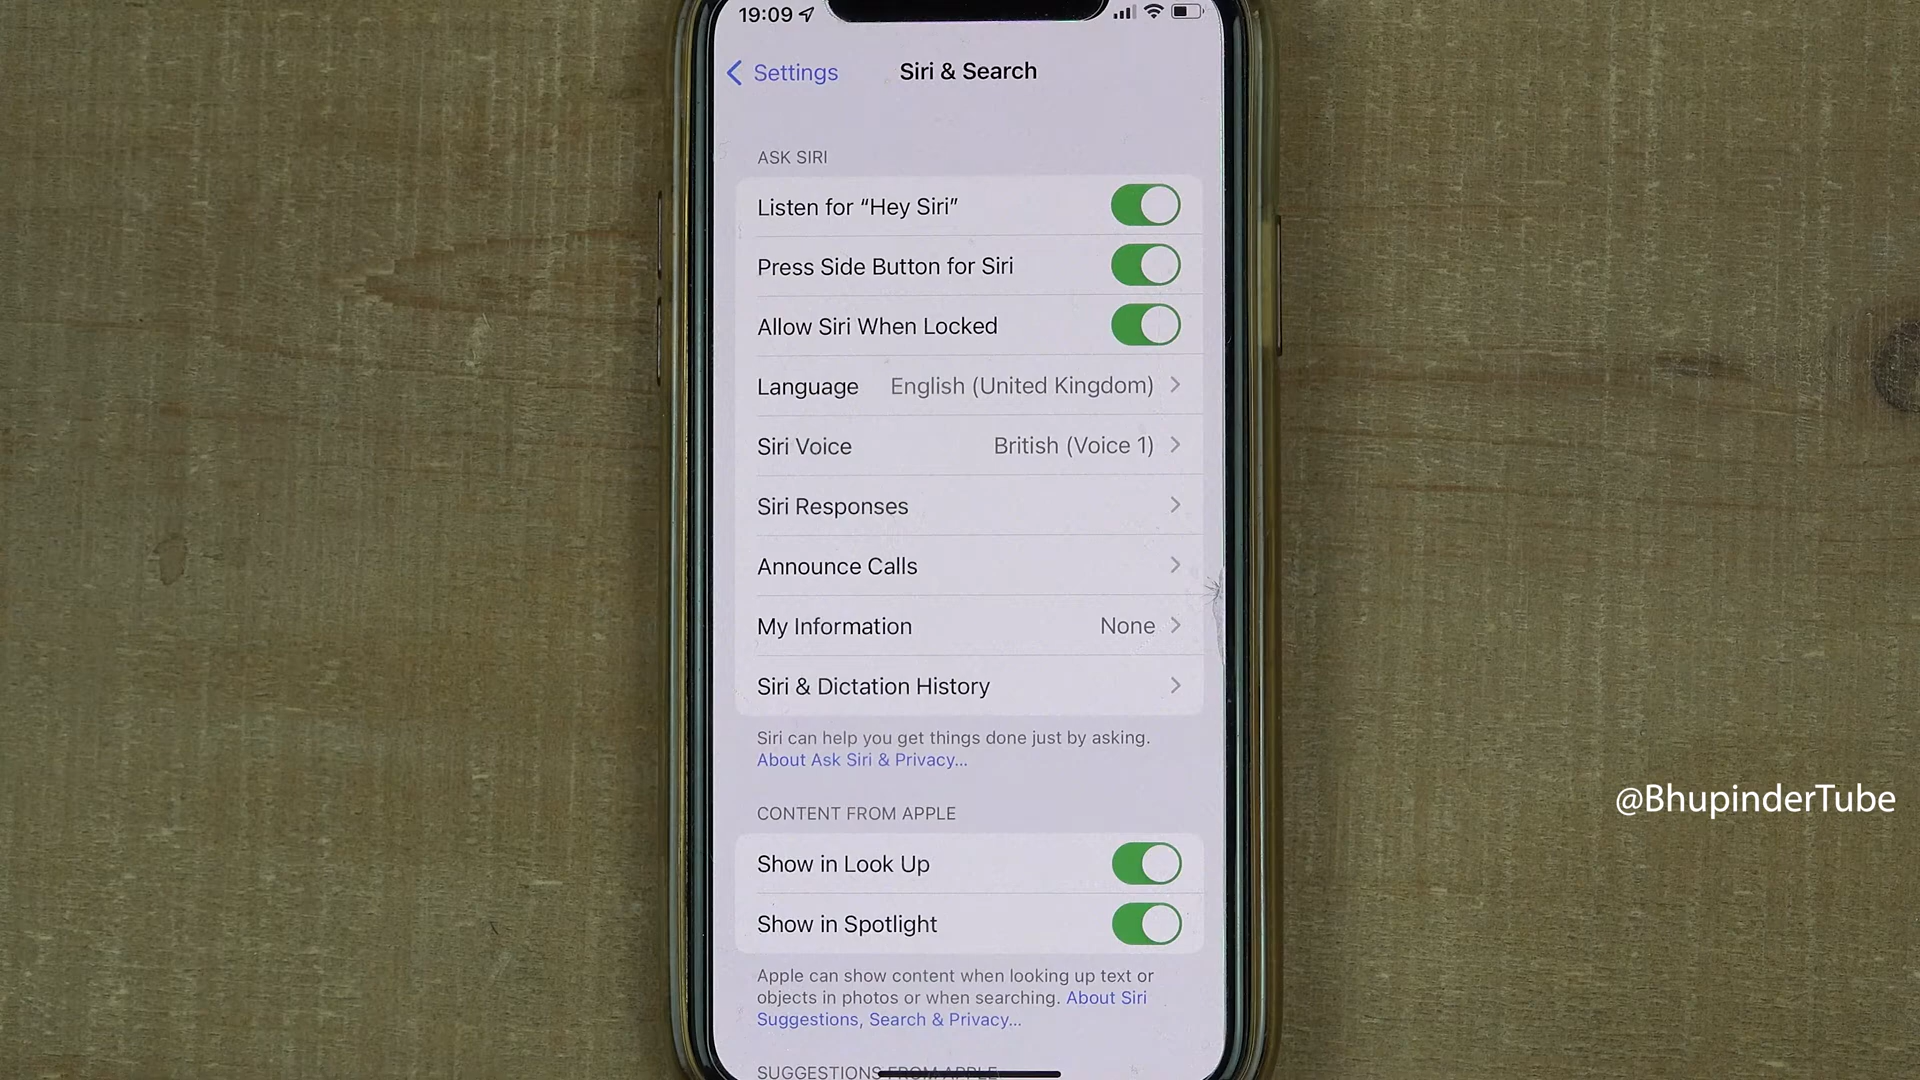 19:09
Settings
Siri & Search
ASK SIRI
Listen for “Hey Siri”
Press Side Button for Siri
Allow Siri When Locked
Language English (United Kingdom)
Siri Voice British (Voice 1)
Siri Responses
Announce Calls
My Information None
Siri & Dictation History
Siri can help you get things done just by asking.
About Ask Siri & Privacy...
CONTENT FROM APPLE
Show in Look Up
Show in Spotlight
Apple can show content when looking up text or
objects in photos or when searching. About Siri
Suggestions, Search & Privacy...
SUGGESTIONS FROM APPLE
@BhupinderTube